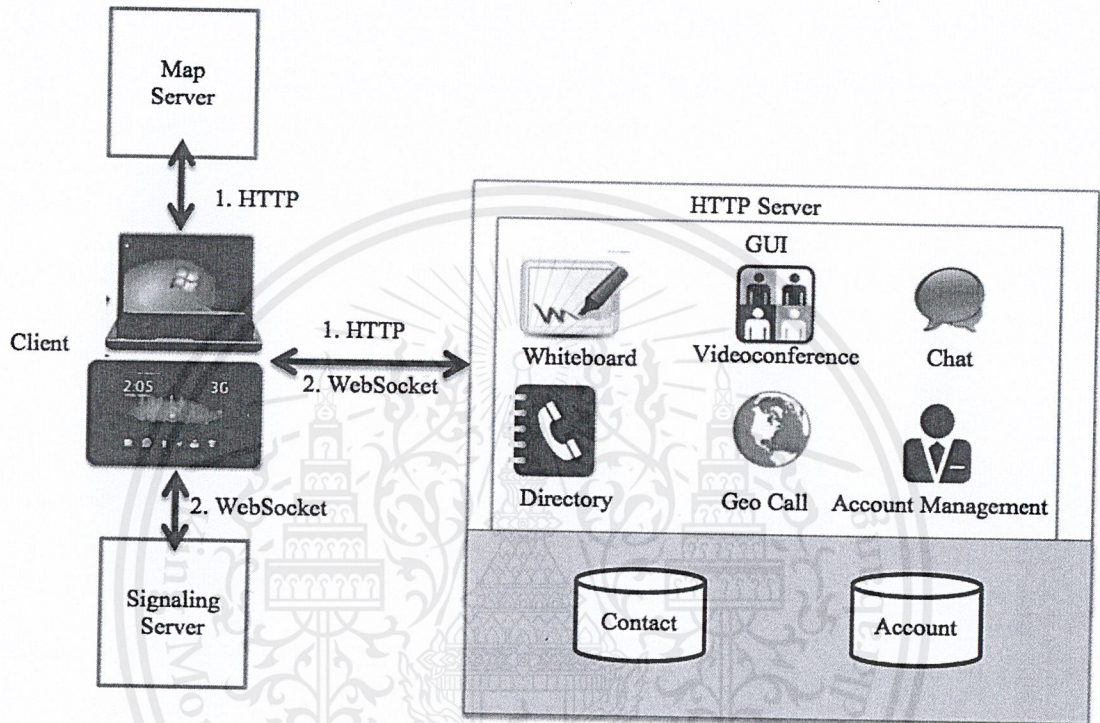 Map
Server
1. HTTP
Client
2:05 3G
1. HTTP
2. WebSocket
2. WebSocket
Signaling
Server
HTTP Server
GUI
Whiteboard
Videoconference
Chat
Directory
Geo Call
Account Management
Contact
Account